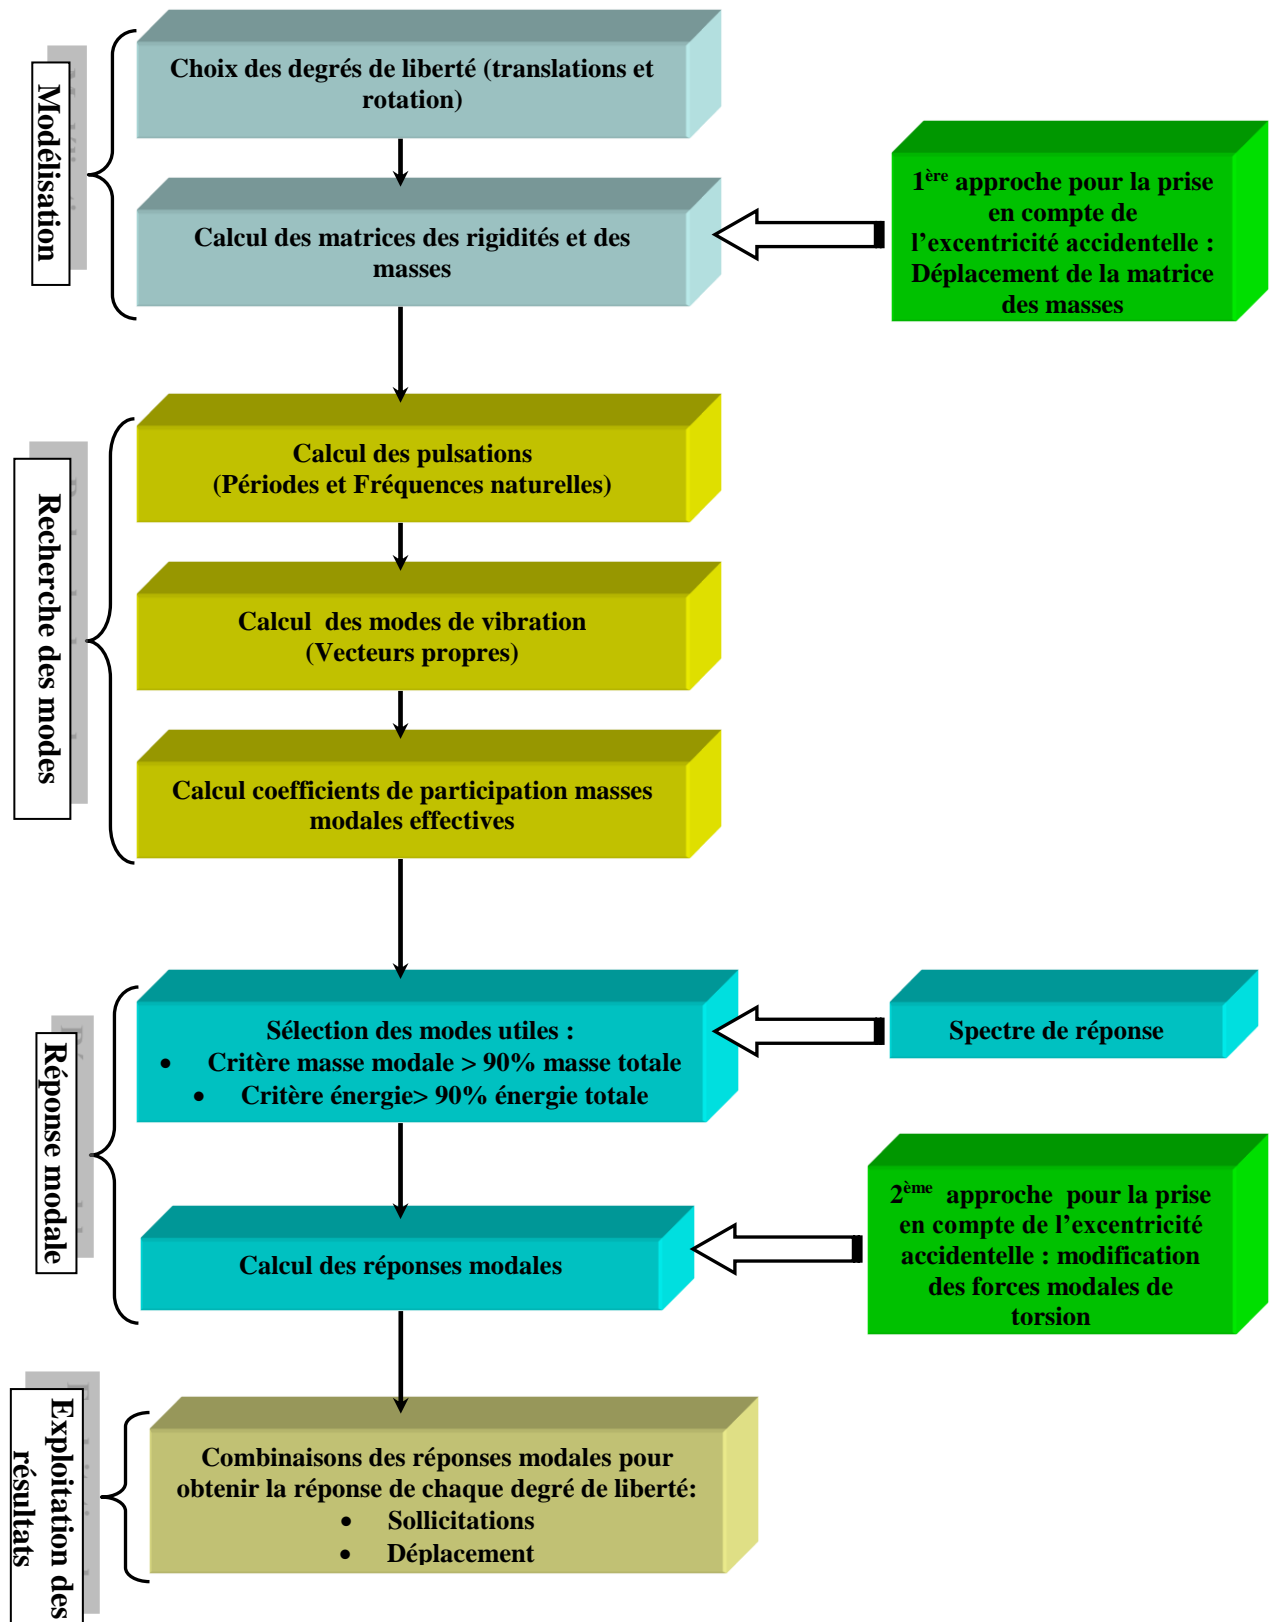 Modélisation
Choix des degrés de liberté (translations et
rotation)
Calcul des matrices des rigidités et des
masses
1ère approche pour la prise
en compte de
l’excentricité accidentelle :
Déplacement de la matrice
des masses
Recherche des modes
Calcul des pulsations
(Périodes et Fréquences naturelles)
Calcul des modes de vibration
(Vecteurs propres)
Calcul coefficients de participation masses
modales effectives
Réponse modale
Sélection des modes utiles :
• Critère masse modale > 90% masse totale
• Critère énergie> 90% énergie totale
Spectre de réponse
Calcul des réponses modales
2ème approche pour la prise
en compte de l’excentricité
accidentelle : modification
des forces modales de
torsion
Exploitation des
résultats
Combinaisons des réponses modales pour
obtenir la réponse de chaque degré de liberté:
• Sollicitations
• Déplacement